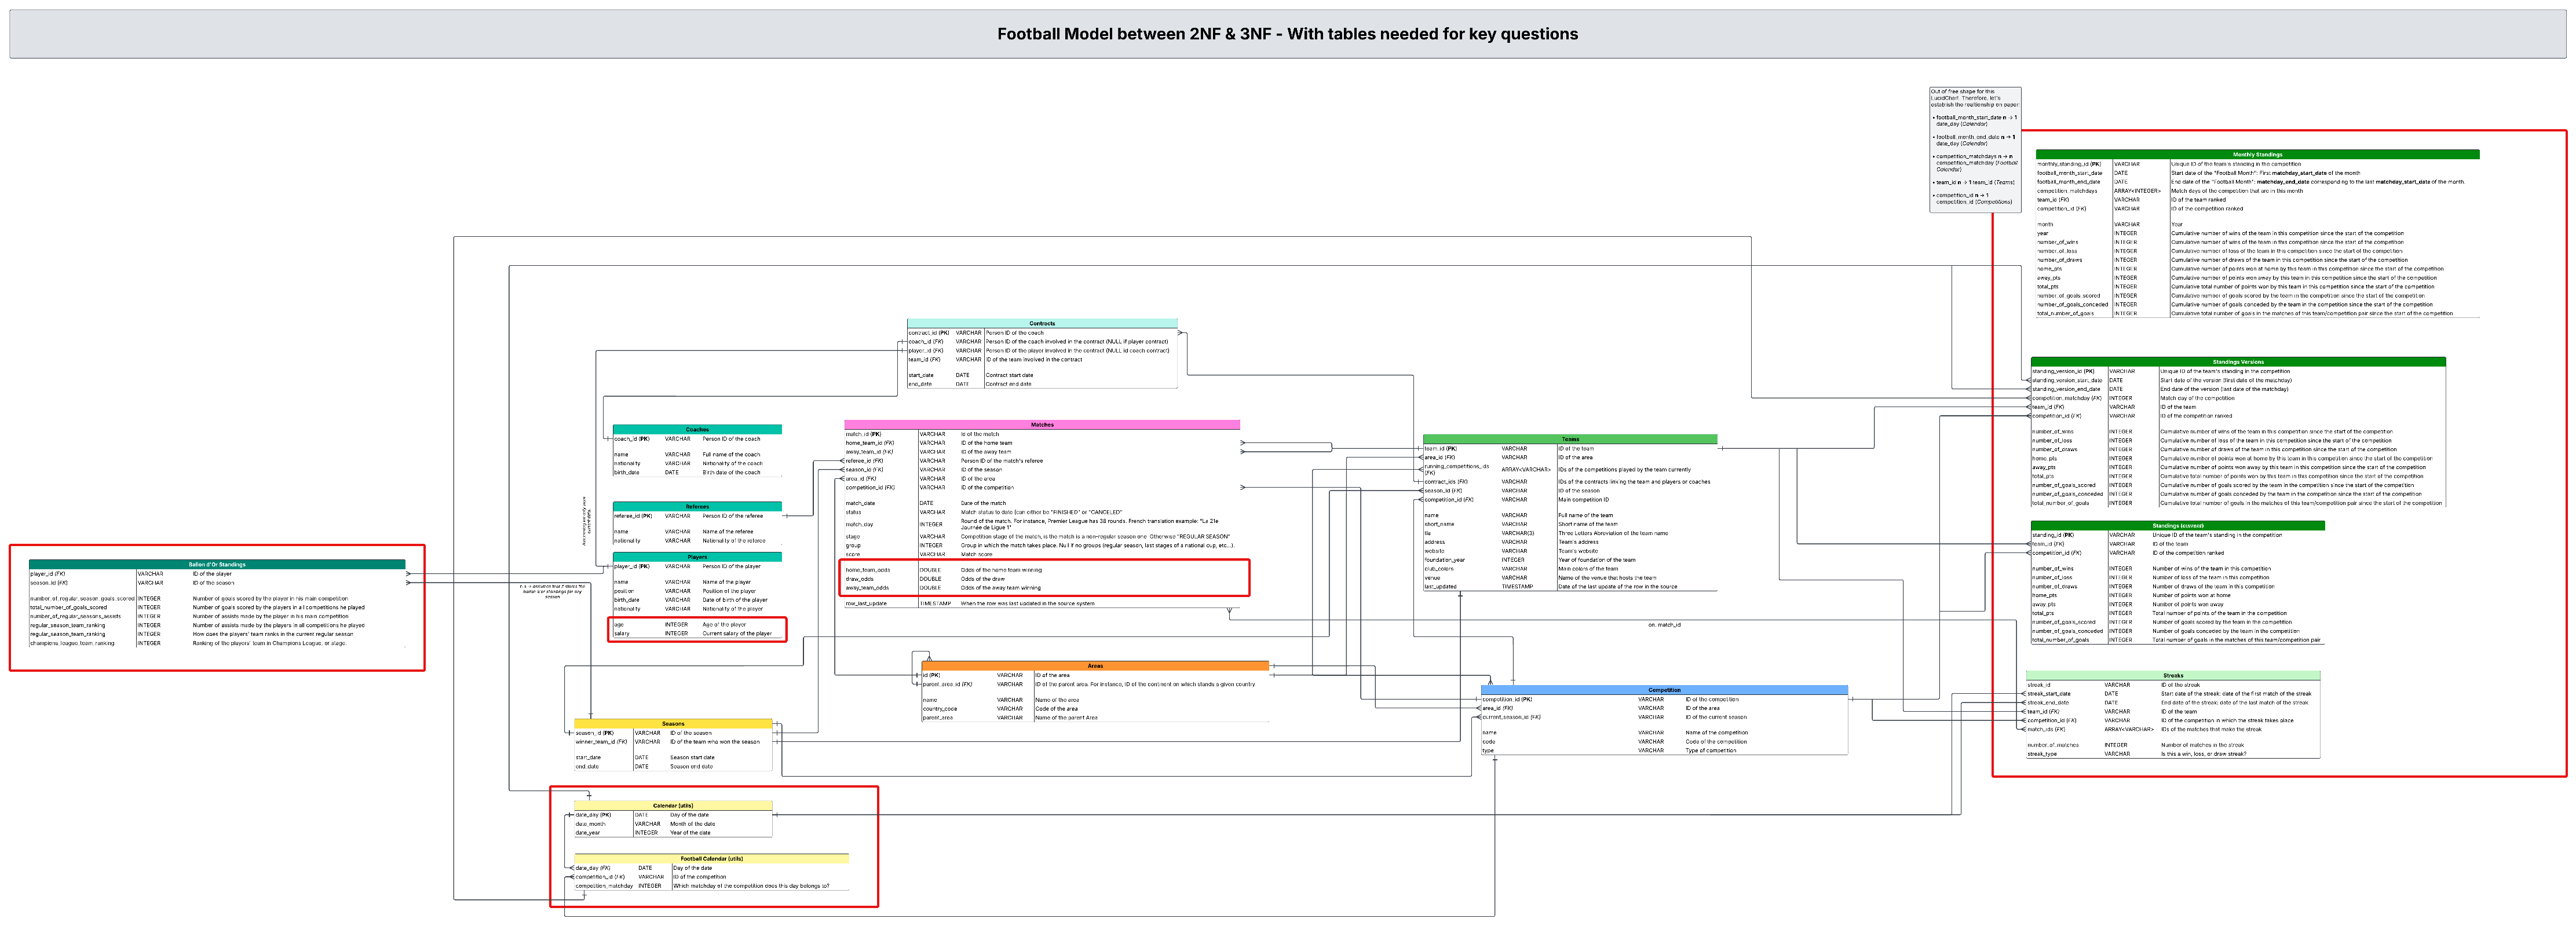 Football Model between 2NF & 3NF - With tables needed for key questions
Out of free shape for this
LucidChart. Therefore, let's
establish the realtionship on paper:
• football_month_start_date n → 1
date_day (Calendar)
• football_month_end_date n → 1
date_day (Calendar)
• competition_matchdays n → n
competition_matchday (Football
Calendar)
• team_id n → 1 team_id (Teams)
• competition_id n → 1
competition_id (Competitions)
Monthly Standings
monthly_standing_id (PK) VARCHAR Unique ID of the team's standing in the competition
football_month_start_date DATE Start date of the "Football Month": First matchday_start_date of the month
football_month_end_date DATE End date of the "Football Month": matchday_end_date corresponding to the last matchday_start_date of the month.
competition_matchdays ARRAY<INTEGER> Match days of the competition that are in this month
team_id (FK) VARCHAR ID of the team ranked
competition_id (FK) VARCHAR ID of the competition ranked
month VARCHAR Year
year INTEGER Cumulative number of wins of the team in this competition since the start of the competition
number_of_wins INTEGER Cumulative number of wins of the team in this competition since the start of the competition
number_of_loss INTEGER Cumulative number of loss of the team in this competition since the start of the competition
number_of_draws INTEGER Cumulative number of draws of the team in this competition since the start of the competition
home_pts INTEGER Cumulative number of points won at home by this team in this competition since the start of the competition
away_pts INTEGER Cumulative number of points won away by this team in this competition since the start of the competition
total_pts INTEGER Cumulative total number of points won by this team in this competition since the start of the competition
number_of_goals_scored INTEGER Cumulative number of goals scored by the team in the competition since the start of the competition
number_of_goals_conceded INTEGER Cumulative number of goals conceded by the team in the competition since the start of the competition
total_number_of_goals INTEGER Cumulative total number of goals in the matches of this team/competition pair since the start of the competition
Contracts
contract_id (PK) VARCHAR Person ID of the coach
coach_id (FK) VARCHAR Person ID of the coach involved in the contract (NULL if player contract)
player_id (FK) VARCHAR Person ID of the player involved in the contract (NULL id coach contract)
team_id (FK) VARCHAR ID of the team involved in the contract
start_date DATE Contract start date
end_date DATE Contract end date
Standings Versions
standing_version_id (PK) VARCHAR Unique ID of the team's standing in the competition
standing_version_start_date DATE Start date of the version (first date of the matchday)
standing_version_end_date DATE End date of the version (last date of the matchday)
competition_matchday (FK) INTEGER Match day of the competition
team_id (FK) VARCHAR ID of the team
competition_id (FK) VARCHAR ID of the competition ranked
number_of_wins INTEGER Cumulative number of wins of the team in this competition since the start of the competition
number_of_loss INTEGER Cumulative number of loss of the team in this competition since the start of the competition
number_of_draws INTEGER Cumulative number of draws of the team in this competition since the start of the competition
home_pts INTEGER Cumulative number of points won at home by this team in this competition since the start of the competition
away_pts INTEGER Cumulative number of points won away by this team in this competition since the start of the competition
total_pts INTEGER Cumulative total number of points won by this team in this competition since the start of the competition
number_of_goals_scored INTEGER Cumulative number of goals scored by the team in the competition since the start of the competition
number_of_goals_conceded INTEGER Cumulative number of goals conceded by the team in the competition since the start of the competition
total_number_of_goals INTEGER Cumulative total number of goals in the matches of this team/competition pair since the start of the competition
Coaches
coach_id (PK) VARCHAR Person ID of the coach
name VARCHAR Full name of the coach
nationality VARCHAR Nationality of the coach
birth_date DATE Birth date of the coach
Matches
match_id (PK) VARCHAR Id of the match
home_team_id (FK) VARCHAR ID of the home team
away_team_id (FK) VARCHAR ID of the away team
referee_id (FK) VARCHAR Person ID of the match's referee
season_id (FK) VARCHAR ID of the season
area_id (FK) VARCHAR ID of the area
competition_id (FK) VARCHAR ID of the competition
match_date DATE Date of the match
status VARCHAR Match status to date (can either be "FINISHED" or "CANCELED"
match_day INTEGER Round of the match. For instance, Premier League has 38 rounds. French translation example: "La 21e
Journée de Ligue 1"
stage VARCHAR Competition stage of the match, is the match is a non-regular season one. Otherwise "REGULAR SEASON"
group INTEGER Group in which the match takes place. Null if no groups (regular season, last stages of a national cup, etc...).
score VARCHAR Match score
home_team_odds DOUBLE Odds of the home team winning
draw_odds DOUBLE Odds of the draw
away_team_odds DOUBLE Odds of the away team winning
row_last_update TIMESTAMP When the row was last updated in the source system
Teams
team_id (PK) VARCHAR ID of the team
area_id (FK) VARCHAR ID of the area
running_competitions_ids
(FK) ARRAY<VARCHAR> IDs of the competitions played by the team currently
contract_ids (FK) VARCHAR IDs of the contracts linking the team and players or coaches
season_id (FK) VARCHAR ID of the season
competition_id (FK) VARCHAR Main competition ID
name VARCHAR Full name of the team
short_name VARCHAR Short name of the team
tla VARCHAR(3) Three Letters Abreviation of the team name
address VARCHAR Team's address
website VARCHAR Team's website
foundation_year INTEGER Year of foundation of the team
club_colors VARCHAR Main colors of the team
venue VARCHAR Name of the venue that hosts the team
last_updated TIMESTAMP Date of the last update of the row in the source
Referees
referee_id (PK) VARCHAR Person ID of the referee
name VARCHAR Name of the referee
nationality VARCHAR Nationality of the referee
Players
player_id (PK) VARCHAR Person ID of the player
name VARCHAR Name of the player
position VARCHAR Position of the player
birth_date VARCHAR Date of birth of the player
nationality VARCHAR Nationality of the player
age INTEGER Age of the player
salary INTEGER Current salary of the player
Ballon d'Or Standings
player_id (FK) VARCHAR ID of the player
season_id (FK) VARCHAR ID of the season
number_of_regular_season_goals_scored INTEGER Number of goals scored by the player in his main competition
total_number_of_goals_scored INTEGER Number of goals scored by the players in all competitions he played
number_of_regular_seasons_assists INTEGER Number of assists made by the player in his main competition
regular_season_team_ranking INTEGER Number of assists made by the players in all competitions he played
regular_season_team_ranking INTEGER How does the players' team ranks in the current regular season
champions_league_team_ranking INTEGER Ranking of the players' team in Champions League, or stage.
Standings (current)
standing_id (PK) VARCHAR Unique ID of the team's standing in the competition
team_id (FK) VARCHAR ID of the team
competition_id (FK) VARCHAR ID of the competition ranked
number_of_wins INTEGER Number of wins of the team in this competition
number_of_loss INTEGER Number of loss of the team in this competition
number_of_draws INTEGER Number of draws of the team in this competition
home_pts INTEGER Number of points won at home
away_pts INTEGER Number of points won away
total_pts INTEGER Total number of points of the team in the competition
number_of_goals_scored INTEGER Number of goals scored by the team in the competition
number_of_goals_conceded INTEGER Number of goals conceded by the team in the competition
total_number_of_goals INTEGER Total number of goals in the matches of this team/competition pair
on. match_id
Areas
id (PK) VARCHAR ID of the area
parent_area_id (FK) VARCHAR ID of the parent area. For instance, ID of the continent on which stands a given country
name VARCHAR Name of the area
country_code VARCHAR Code of the area
parent_area VARCHAR Name of the parent Area
Competition
competition_id (PK) VARCHAR ID of the competition
area_id (FK) VARCHAR ID of the area
current_season_id (FK) VARCHAR ID of the current season
name VARCHAR Name of the competition
code VARCHAR Code of the competition
type VARCHAR Type of competition
Streaks
streak_id VARCHAR ID of the streak
streak_start_date DATE Start date of the streak: date of the first match of the streak
streak_end_date DATE End date of the streak: date of the last match of the streak
team_id (FK) VARCHAR ID of the team
competition_id (FK) VARCHAR ID of the competition in which the streak takes place
match_ids (FK) ARRAY<VARCHAR> IDs of the matches that make the streak
number_of_matches INTEGER Number of matches in the streak
streak_type VARCHAR Is this a win, loss, or draw streak?
Seasons
season_id (PK) VARCHAR ID of the season
winner_team_id (FK) VARCHAR ID of the team who won the season
start_date DATE Season start date
end_date DATE Season end date
Calendar (utils)
date_day (PK) DATE Day of the date
date_month VARCHAR Month of the date
date_year INTEGER Year of the date
Football Calendar (utils)
date_day (FK) DATE Day of the date
competition_id (FK) VARCHAR ID of the competition
competition_matchday INTEGER Which matchday of the competition does this day belongs to?